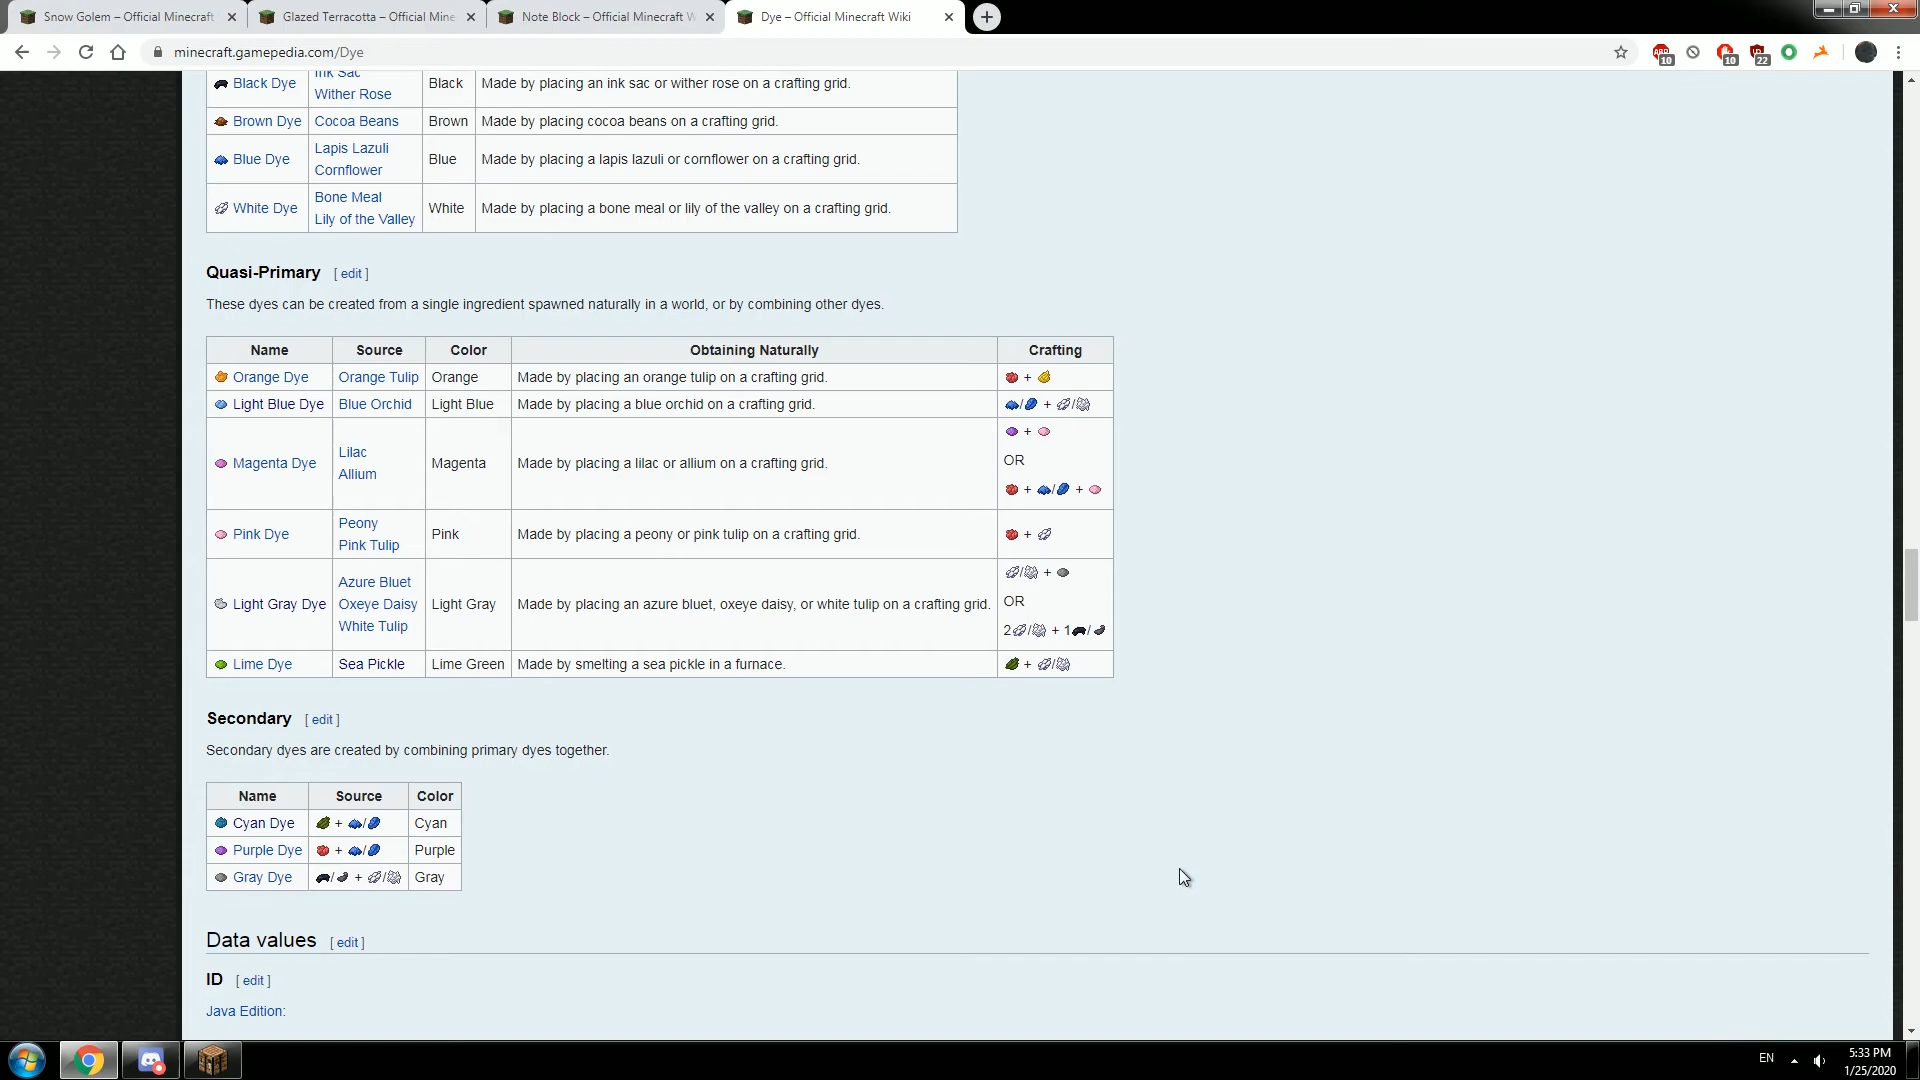 Snow Golem – Official Minecraft
Glazed Terracotta – Official Mine
Note Block – Official Minecraft W
Dye – Official Minecraft Wiki
minecraft.gamepedia.com/Dye
10
10
22
Black Dye
Ink Sac
Wither Rose
Black
Made by placing an ink sac or wither rose on a crafting grid.
Brown Dye
Cocoa Beans
Brown
Made by placing cocoa beans on a crafting grid.
Blue Dye
Lapis Lazuli
Cornflower
Blue
Made by placing a lapis lazuli or cornflower on a crafting grid.
White Dye
Bone Meal
Lily of the Valley
White
Made by placing a bone meal or lily of the valley on a crafting grid.
Quasi-Primary [ edit ]
These dyes can be created from a single ingredient spawned naturally in a world, or by combining other dyes.
Name Source Color Obtaining Naturally Crafting
Orange Dye Orange Tulip Orange Made by placing an orange tulip on a crafting grid. +
Light Blue Dye Blue Orchid Light Blue Made by placing a blue orchid on a crafting grid. / + /
Magenta Dye
Lilac
Allium
Magenta
Made by placing a lilac or allium on a crafting grid.
+
OR
+ / +
Pink Dye
Peony
Pink Tulip
Pink
Made by placing a peony or pink tulip on a crafting grid.
+
Light Gray Dye
Azure Bluet
Oxeye Daisy
White Tulip
Light Gray
Made by placing an azure bluet, oxeye daisy, or white tulip on a crafting grid.
/ +
OR
2 / + 1 /
Lime Dye Sea Pickle Lime Green Made by smelting a sea pickle in a furnace. + /
Secondary [ edit ]
Secondary dyes are created by combining primary dyes together.
Name Source Color
Cyan Dye + / Cyan
Purple Dye + / Purple
Gray Dye / + / Gray
Data values [ edit ]
ID [ edit ]
Java Edition:
EN
5:33 PM
1/25/2020